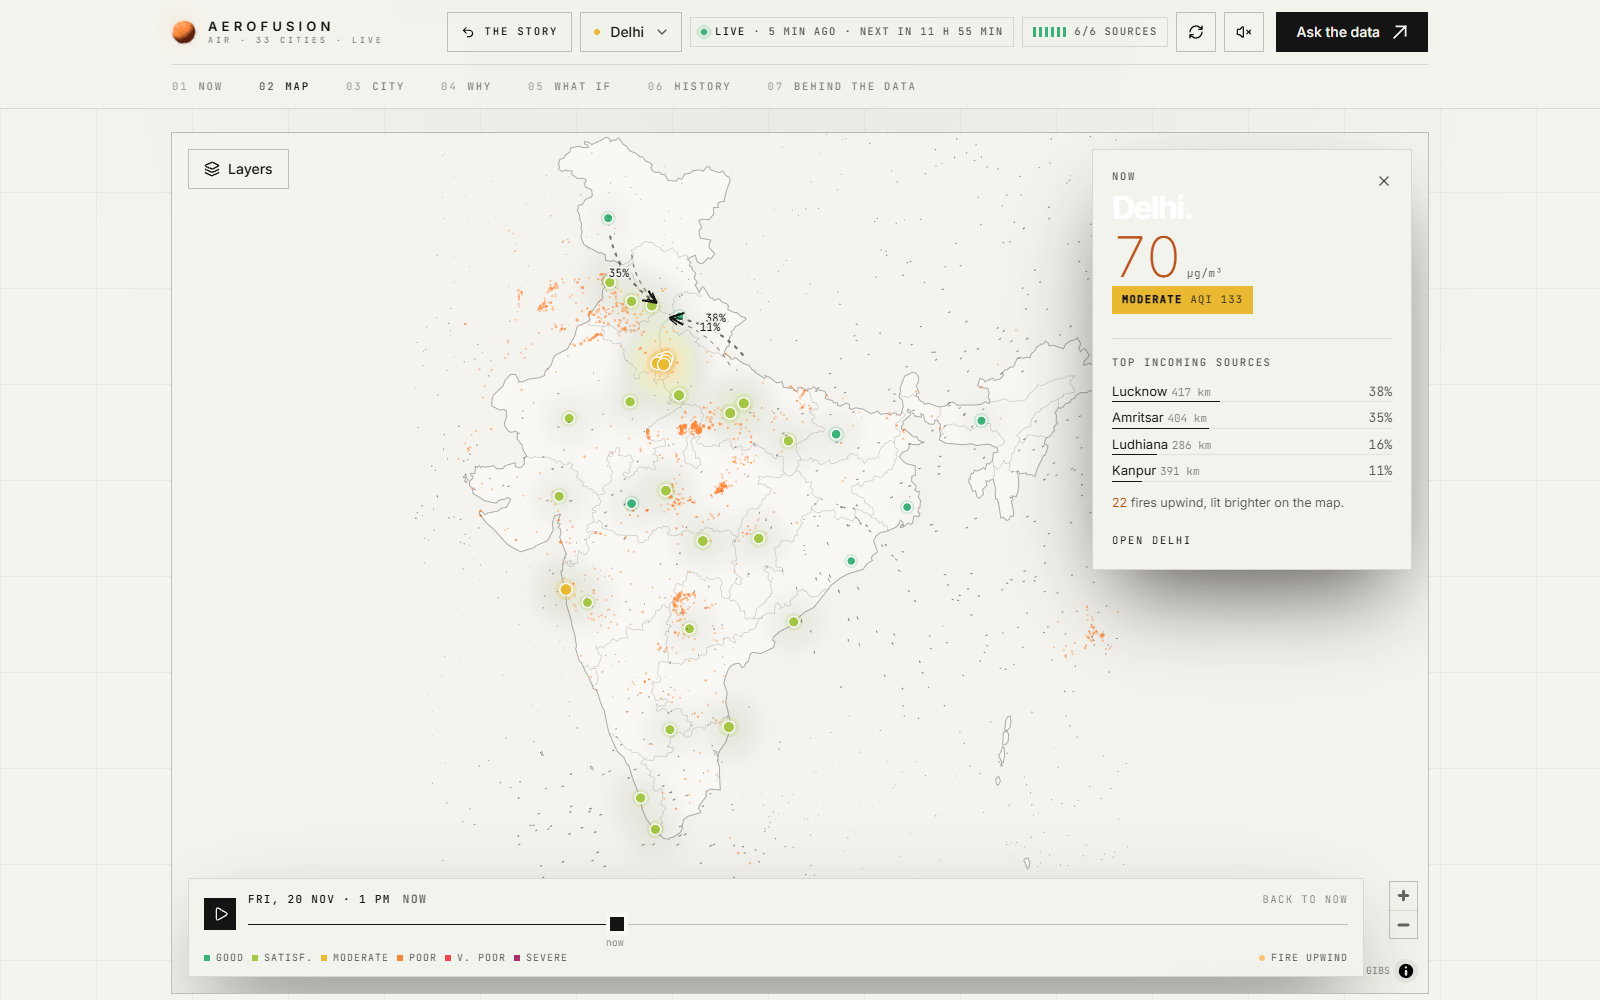 AEROFUSION
AIR · 33 CITIES · LIVE
THE STORY
Delhi
LIVE · 5 MIN AGO · NEXT IN 11 H 55 MIN
6/6 SOURCES
Ask the data
01 NOW
02 MAP
03 CITY
04 WHY
05 WHAT IF
06 HISTORY
07 BEHIND THE DATA
Layers
35%
38%
11%
NOW
Delhi.
70 µg/m³
MODERATE AQI 133
TOP INCOMING SOURCES
Lucknow 417 km 38%
Amritsar 404 km 35%
Ludhiana 286 km 16%
Kanpur 391 km 11%
22 fires upwind, lit brighter on the map.
OPEN DELHI
FRI, 20 NOV · 1 PM NOW
BACK TO NOW
now
GOOD SATISF. MODERATE POOR V. POOR SEVERE
FIRE UPWIND
GIBS